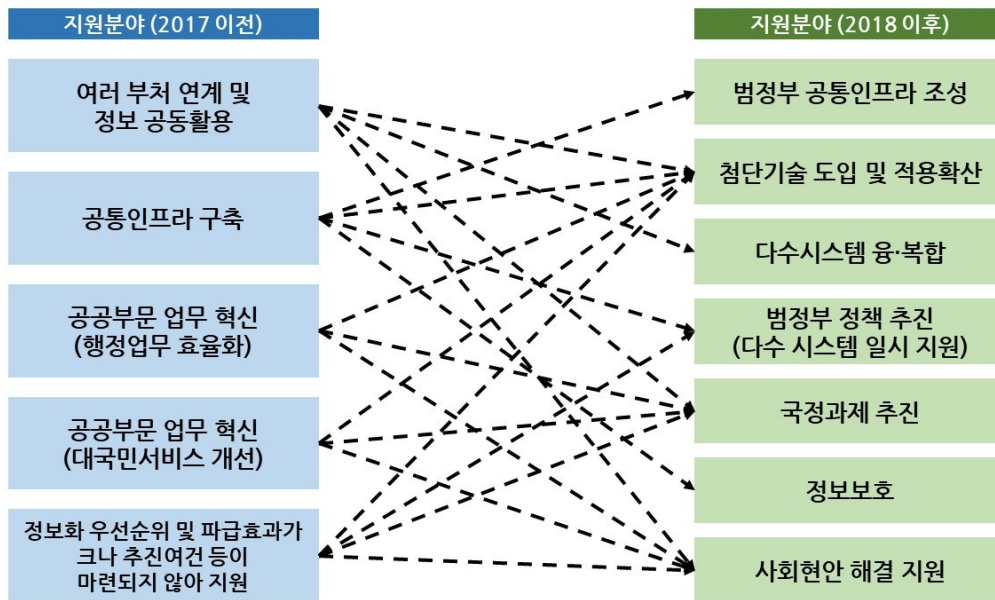 지원분야 (2017 이전)
여러 부처 연계 및
정보 공동활용
공통인프라 구축
공공부문 업무 혁신
(행정업무 효율화)
공공부문 업무 혁신
(대국민서비스 개선)
정보화 우선순위 및 파급효과가
크나 추진여건 등이
마련되지 않아 지원
지원분야 (2018 이후)
범정부 공통인프라 조성
첨단기술 도입 및 적용확산
다수시스템 융·복합
범정부 정책 추진
(다수 시스템 일시 지원)
국정과제 추진
정보보호
사회현안 해결 지원